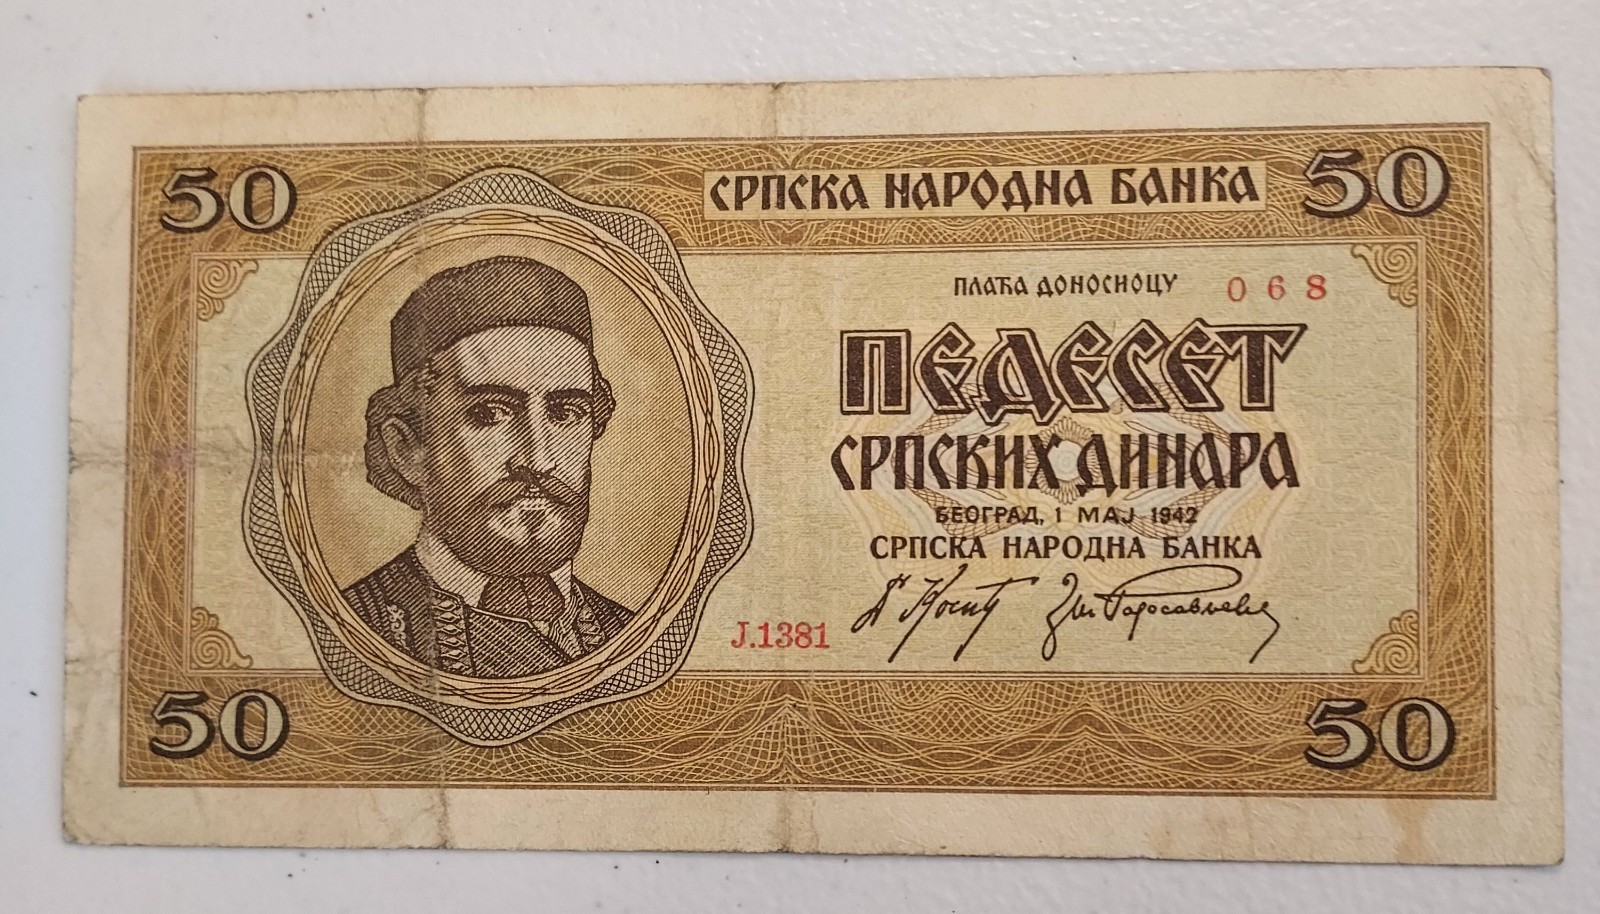 50
СРПСКА НАРОДНА БАНКА
50
ПЛАЋА ДОНОСИОЦУ
068
ПЕДЕСЕТ
СРПСКИХ ДИНАРА
БЕОГРАД, 1 МАЈ 1942
СРПСКА НАРОДНА БАНКА
J.1381
50
50